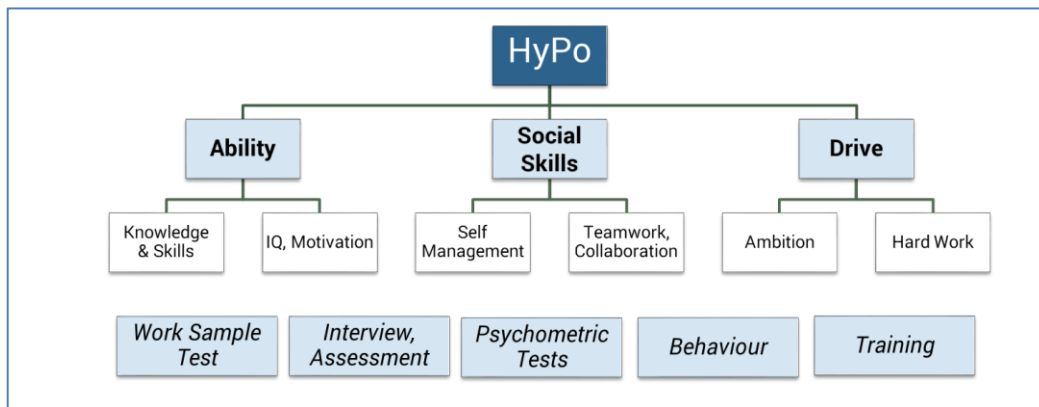 HyPo
Ability
Social
Skills
Drive
Knowledge
& Skills
IQ, Motivation
Self
Management
Teamwork,
Collaboration
Ambition
Hard Work
Work Sample
Test
Interview,
Assessment
Psychometric
Tests
Behaviour
Training